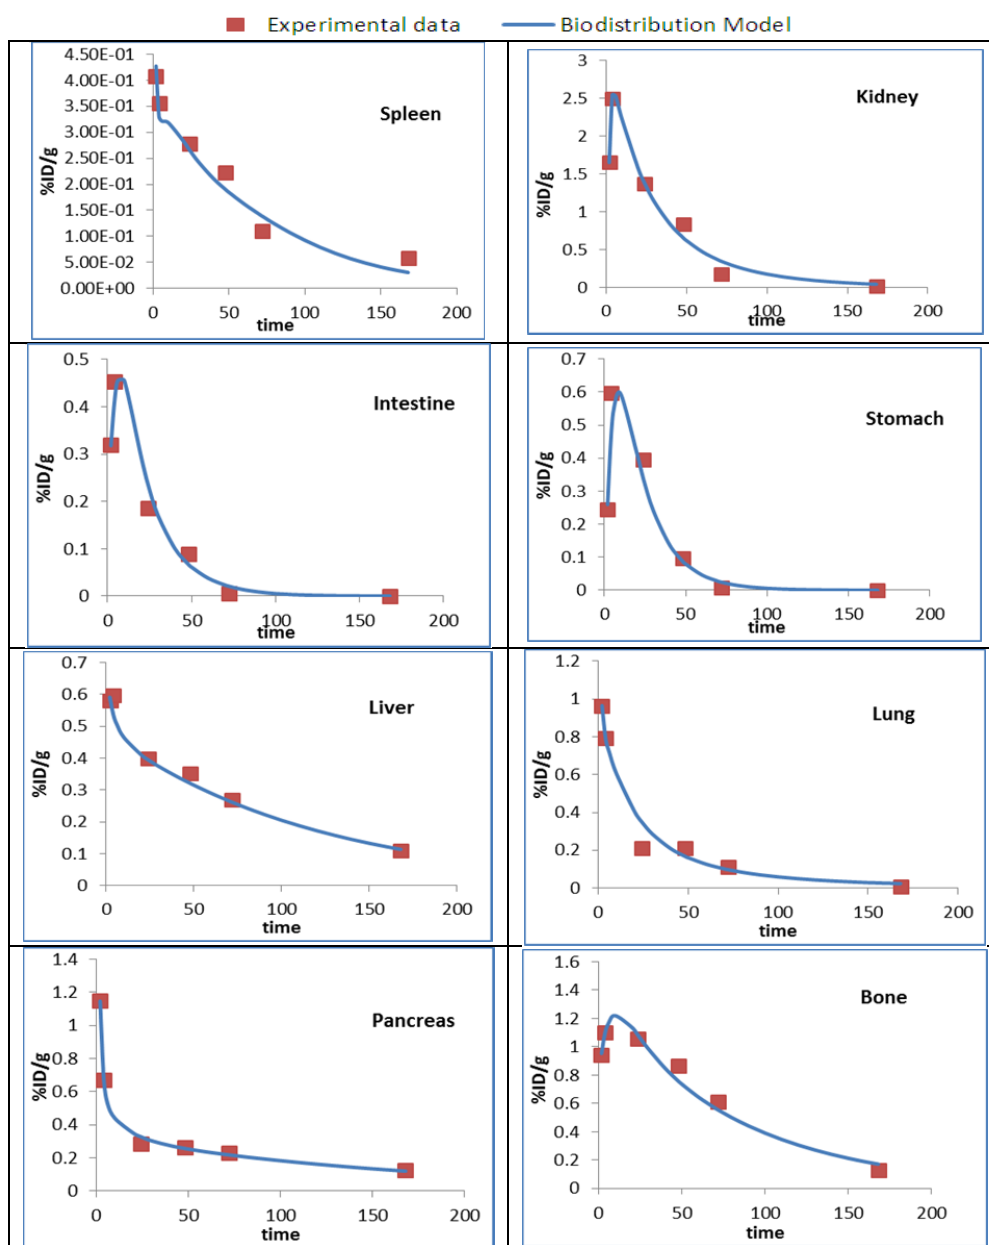 Experimental data Biodistribution Model
4.50E-01
4.00E-01
3.50E-01
3.00E-01
2.50E-01
2.00E-01
1.50E-01
1.00E-01
5.00E-02
0.00E+00
%ID/g
Spleen
0 50 100 150 200
time
3
2.5
2
1.5
1
0.5
0
%ID/g
Kidney
0 50 100 150 200
time
0.5
0.4
0.3
0.2
0.1
0
%ID/g
Intestine
0 50 100 150 200
time
0.7
0.6
0.5
0.4
0.3
0.2
0.1
0
%ID/g
Stomach
0 50 100 150 200
time
0.7
0.6
0.5
0.4
0.3
0.2
0.1
0
%ID/g
Liver
0 50 100 150 200
time
1.2
1
0.8
0.6
0.4
0.2
0
%ID/g
Lung
0 50 100 150 200
time
1.4
1.2
1
0.8
0.6
0.4
0.2
0
%ID/g
Pancreas
0 50 100 150 200
time
1.6
1.4
1.2
1
0.8
0.6
0.4
0.2
0
%ID/g
Bone
0 50 100 150 200
time